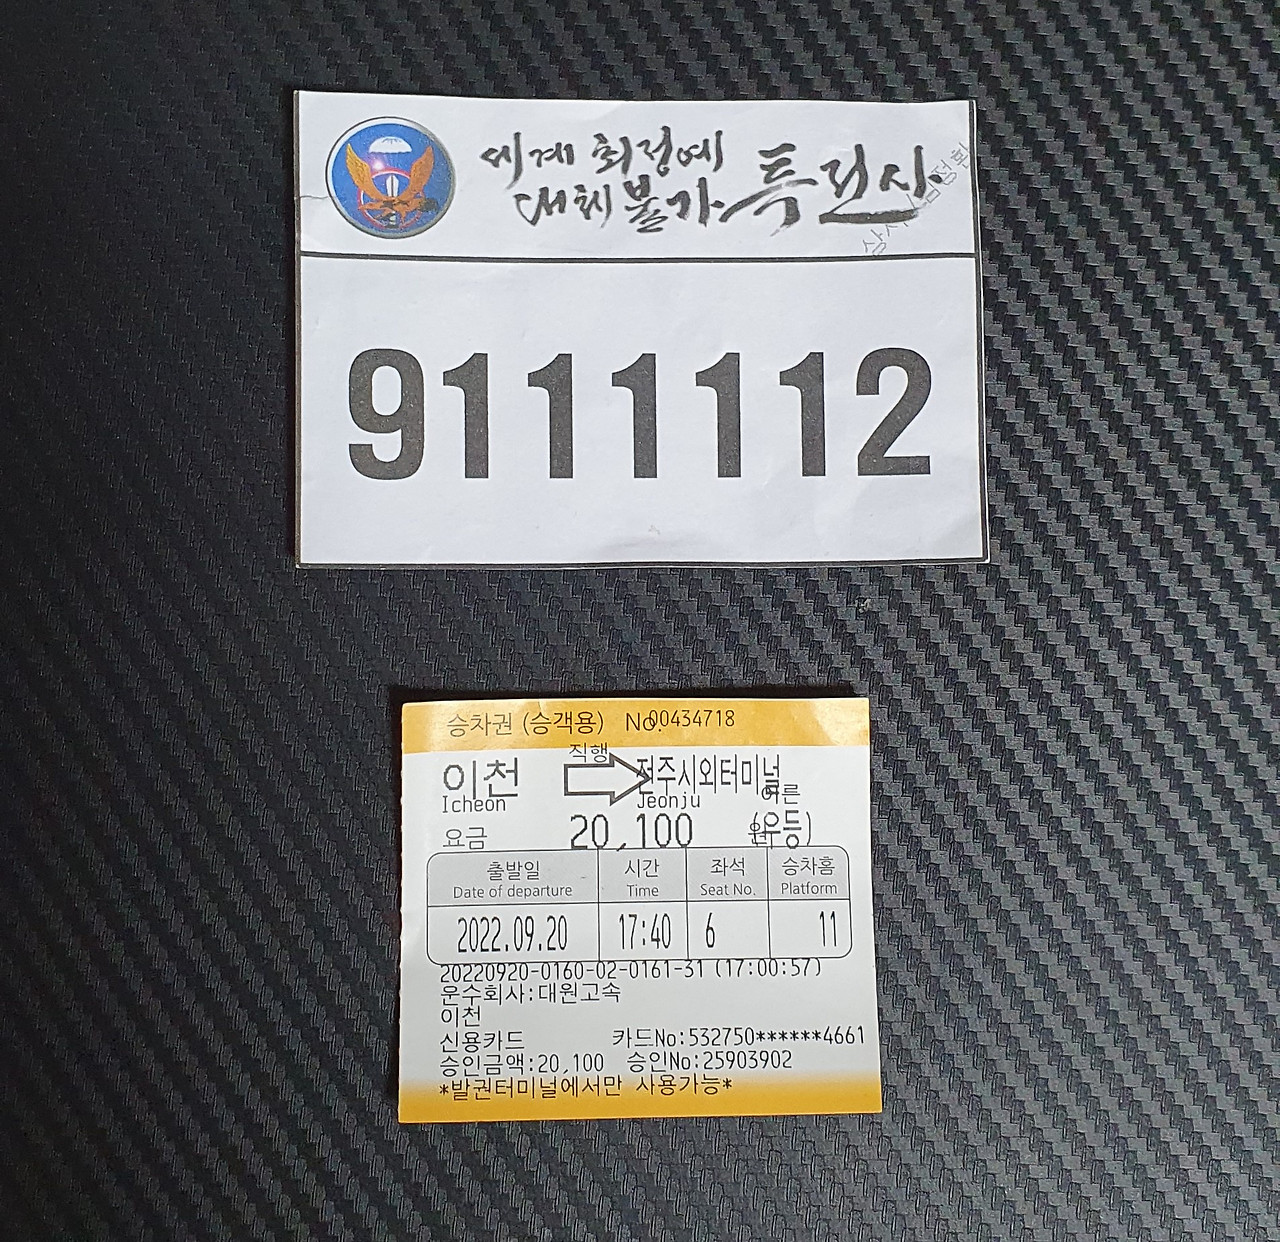 세계 최정예
대체불가 특전사
9111112
승차권 (승객용) No.00434718
직행
이천 전주시외터미널
Icheon Jeonju 어른
요금 20,100 원 (우등)
출발일 시간 좌석 승차홈
Date of departure Time Seat No. Platform
2022.09.20 17:40 6 11
20220920-0160-02-0161-31 (17:00:57)
운수회사:대원고속
이천
신용카드 카드No:532750******4661
승인금액:20,100 승인No:25903902
*발권터미널에서만 사용가능*